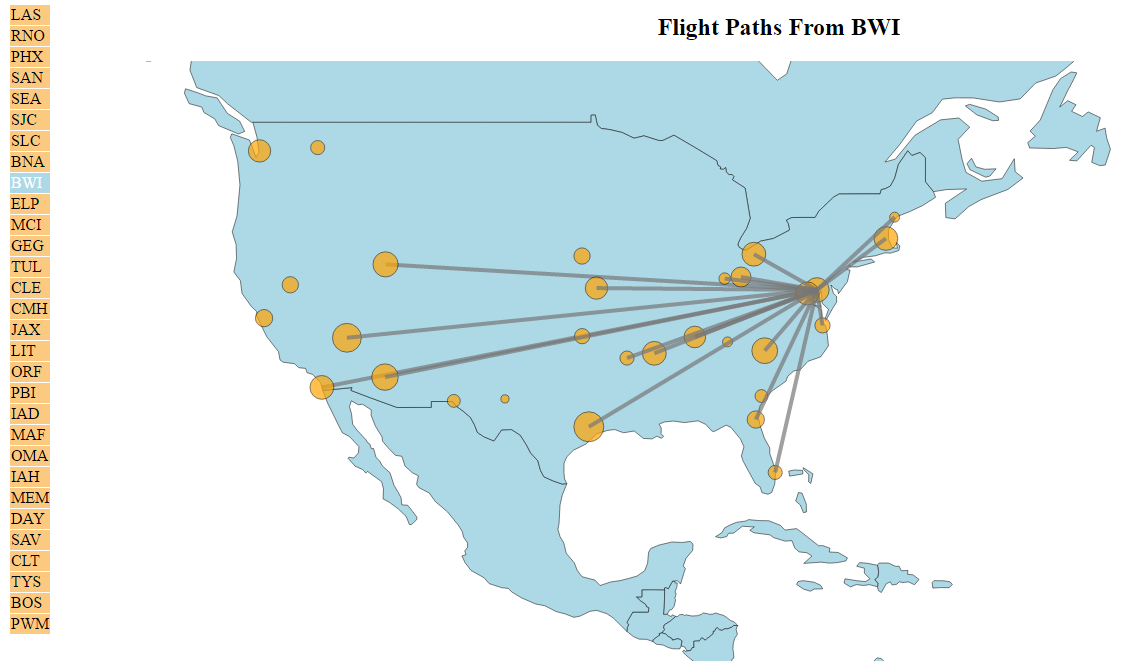 Flight Paths From BWI
LAS
RNO
PHX
SAN
SEA
SJC
SLC
BNA
BWI
ELP
MCI
GEG
TUL
CLE
CMH
JAX
LIT
ORF
PBI
IAD
MAF
OMA
IAH
MEM
DAY
SAV
CLT
TYS
BOS
PWM